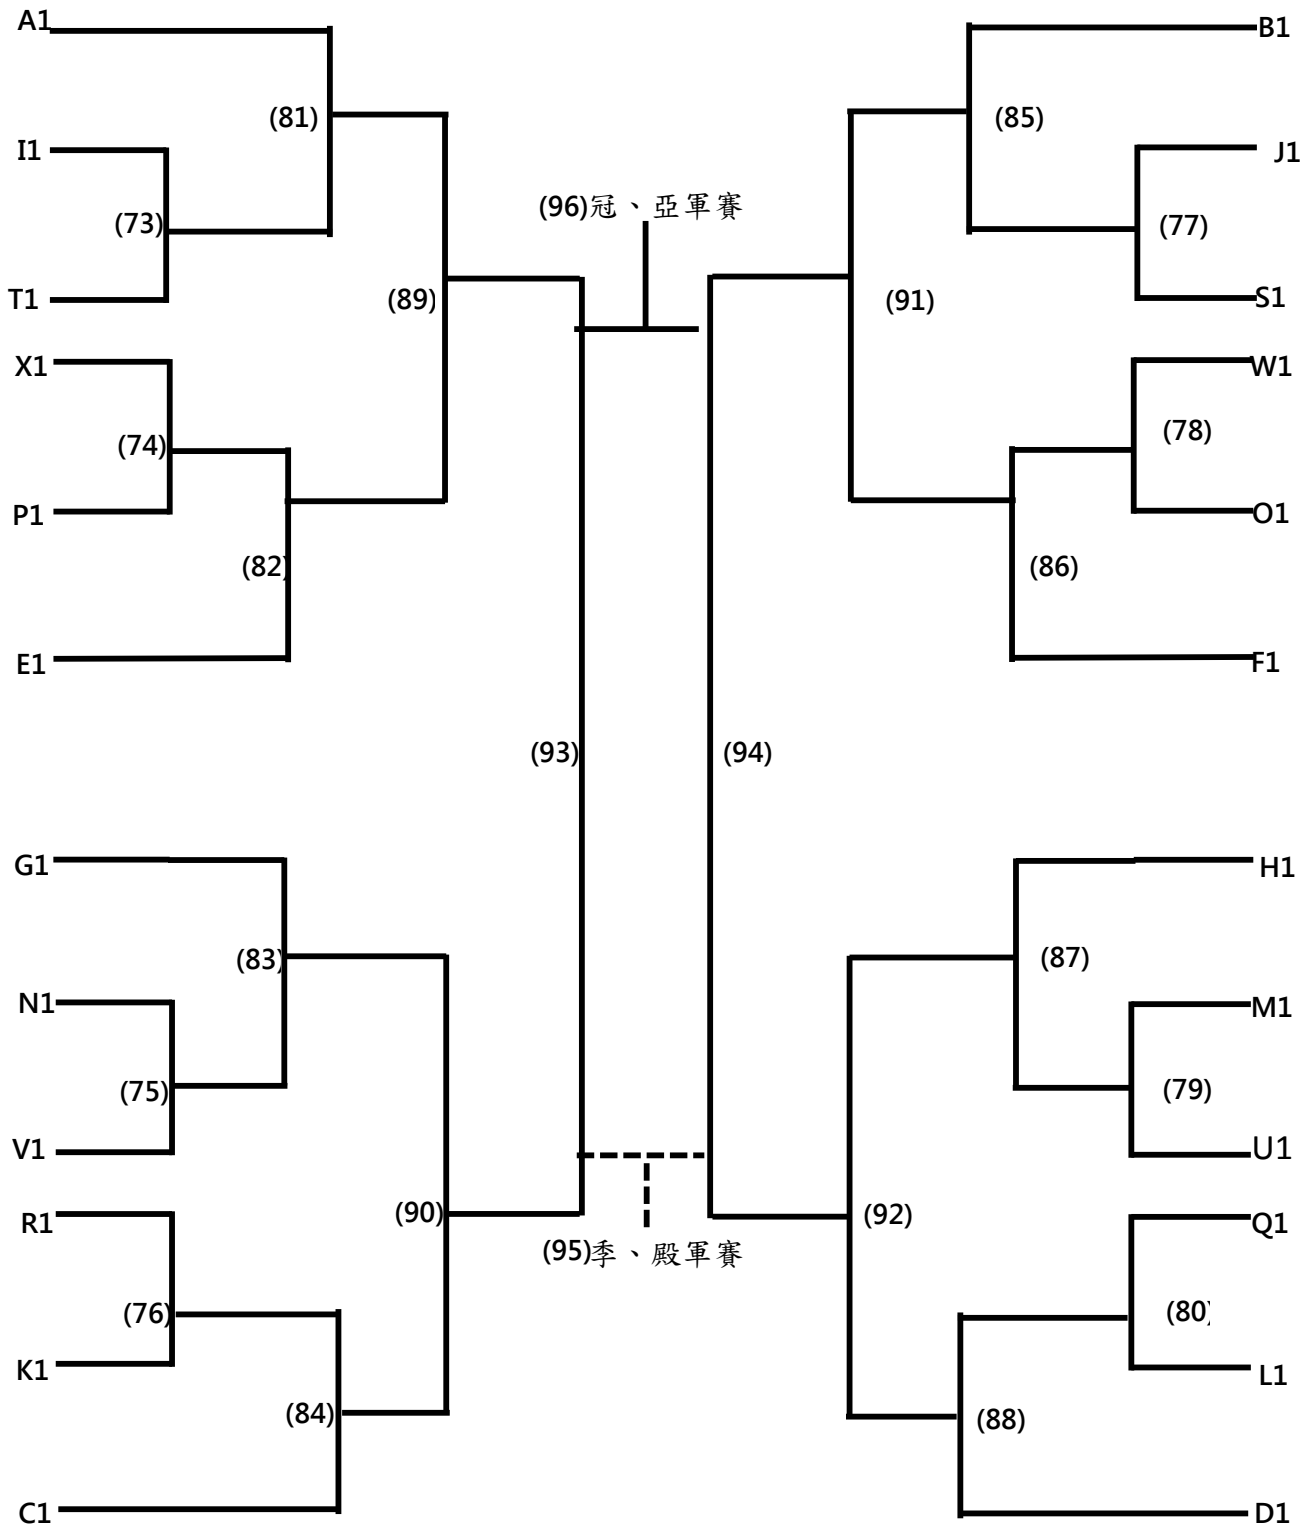 A1
B1
(81)
(85)
I1
J1
(96)冠、亞軍賽
(73)
(77)
T1
(89)
(91)
S1
X1
W1
(74)
(78)
P1
O1
(82)
(86)
E1
F1
(93)
(94)
G1
H1
(83)
(87)
N1
M1
(75)
(79)
V1
U1
R1
(90)
(92)
Q1
(95)季、殿軍賽
(76)
(80)
K1
L1
(84)
(88)
C1
D1